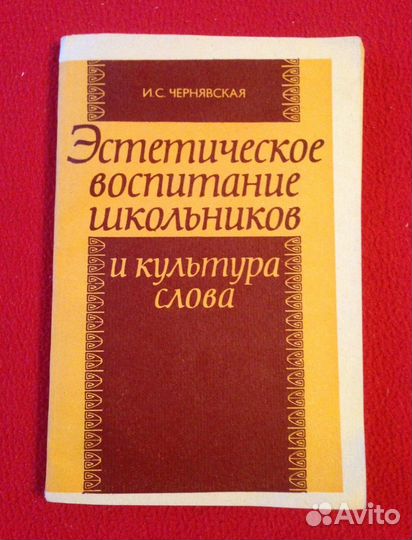 И.С. ЧЕРНЯВСКАЯ
Эстетическое
воспитание
школьников
и культура
слова
Avito